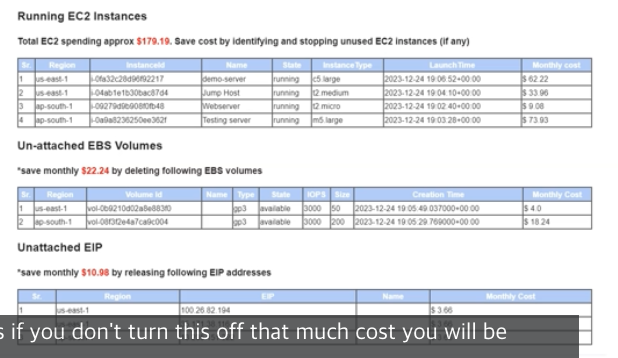 Running EC2 Instances
Total EC2 spending approx $179.19. Save cost by identifying and stopping unused EC2 instances (if any)
Sr. Region InstanceId Name State InstanceType LaunchTime Monthly cost
1 us-east-1 i-0fa32c28d96f92217 demo-server running c5.large 2023-12-24 19:06:52+00:00 $ 62.22
2 us-east-1 i-04ab1e1b30bac87d4 Jump Host running t2.medium 2023-12-24 19:04:10+00:00 $ 33.96
3 ap-south-1 i-09279d9b908f0fb48 Webserver running t2.micro 2023-12-24 19:02:40+00:00 $ 9.08
4 ap-south-1 i-0a9a8236250ee362f Testing server running m5.large 2023-12-24 19:03:28+00:00 $ 73.93
Un-attached EBS Volumes
*save monthly $22.24 by deleting following EBS volumes
Sr. Region Volume Id Name Type State IOPS Size Creation Time Monthly Cost
1 us-east-1 vol-0b9210d02a8e883f0 gp3 available 3000 50 2023-12-24 19:05:49.037000+00:00 $ 4.0
2 ap-south-1 vol-08f3f2e4a7ca9c004 gp3 available 3000 200 2023-12-24 19:05:29.769000+00:00 $ 18.24
Unattached EIP
*save monthly $10.98 by releasing following EIP addresses
Sr. Region EIP Name Monthly Cost
1 us-east-1 100.26.82.194 $ 3.66
s if you don't turn this off that much cost you will be